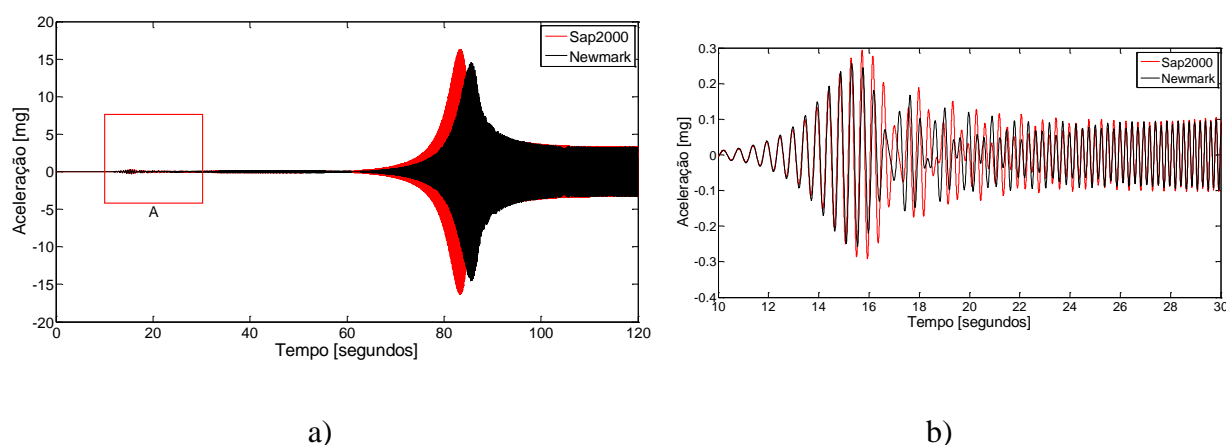 Aceleração [mg]
20
15
10
5
0
-5
-10
-15
-20
A
Sap2000
Newmark
0 20 40 60 80 100 120
Tempo [segundos]
a)
Aceleração [mg]
0.3
0.2
0.1
0
-0.1
-0.2
-0.3
-0.4
Sap2000
Newmark
10 12 14 16 18 20 22 24 26 28 30
Tempo [segundos]
b)